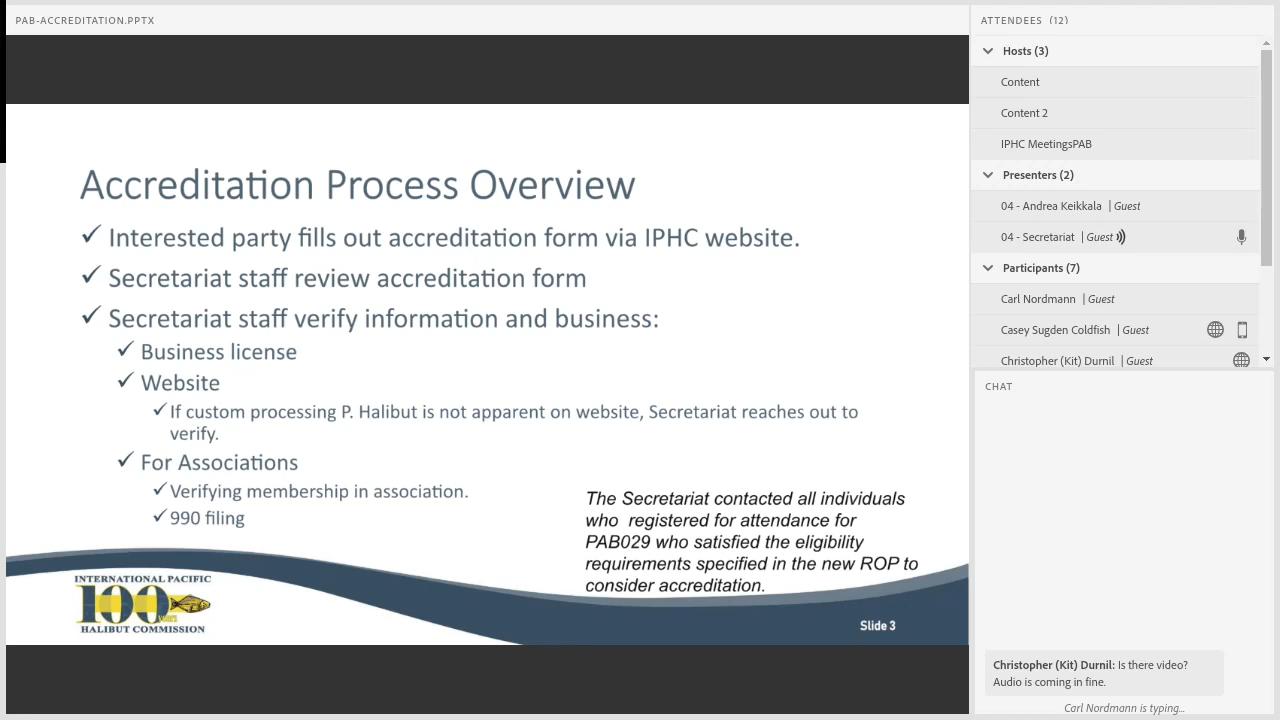 PAB-ACCREDITATION.PPTX
Accreditation Process Overview
Interested party fills out accreditation form via IPHC website.
Secretariat staff review accreditation form
Secretariat staff verify information and business:
Business license
Website
If custom processing P. Halibut is not apparent on website, Secretariat reaches out to
verify.
For Associations
Verifying membership in association.
990 filing
The Secretariat contacted all individuals
who registered for attendance for
PAB029 who satisfied the eligibility
requirements specified in the new ROP to
consider accreditation.
INTERNATIONAL PACIFIC
100
years
HALIBUT COMMISSION
Slide 3
ATTENDEES (12)
Hosts (3)
Content
Content 2
IPHC MeetingsPAB
Presenters (2)
04 - Andrea Keikkala | Guest
04 - Secretariat | Guest
Participants (7)
Carl Nordmann | Guest
Casey Sugden Coldfish | Guest
Christopher (Kit) Durnil | Guest
CHAT
Christopher (Kit) Durnil: Is there video?
Audio is coming in fine.
Carl Nordmann is typing...